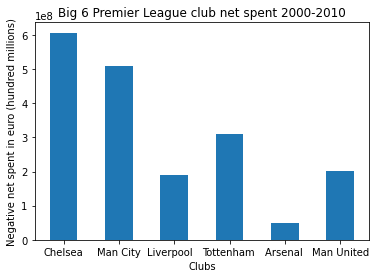 Big 6 Premier League club net spent 2000-2010
1e8
Negative net spent in euro (hundred millions)
6
5
4
3
2
1
0
Chelsea Man City Liverpool Tottenham Arsenal Man United
Clubs